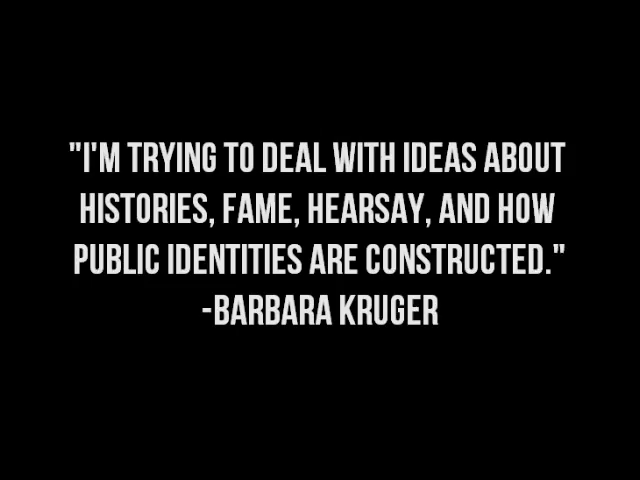 "I'M TRYING TO DEAL WITH IDEAS ABOUT
HISTORIES, FAME, HEARSAY, AND HOW
PUBLIC IDENTITIES ARE CONSTRUCTED."
-BARBARA KRUGER